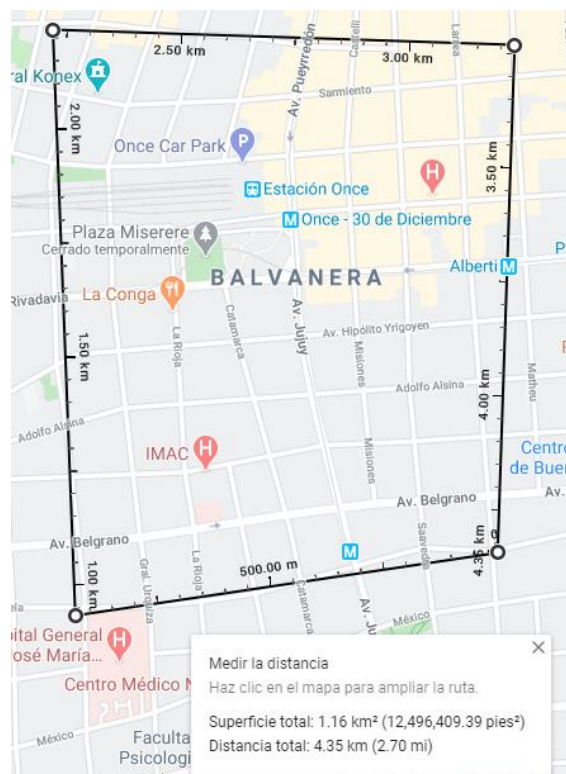 2.50 km
3.00 km
Castelli
Larrea
ral Konex
Av. Pueyrredón
Sarmiento
2.00 km
Once Car Park
P
3.50 km
H
Estación Once
M Once - 30 de Diciembre
Plaza Miserere
Cerrado temporalmente
BALVANERA
Alberti M
P
Rivadavia
La Conga
Catamarca
La Rioja
Av. Jujuy
Av. Hipólito Yrigoyen
Misiones
1.50 km
Matheu
Adolfo Alsina
4.00 km
Adolfo Alsina
IMAC H
Misiones
Centro
de Buen
Av. Belgrano
Av.
Av. Belgrano
M
Saavedra
4.35 km
0
1.00 km
Gral. Urquiza
La Rioja
500.00 m
Catamarca
Av. Ju
México
pital General
osé María...
H
Centro Médico N
México
Faculta
Psicologi
Medir la distancia
Haz clic en el mapa para ampliar la ruta.
Superficie total: 1.16 km² (12,496,409.39 pies²)
Distancia total: 4.35 km (2.70 mi)